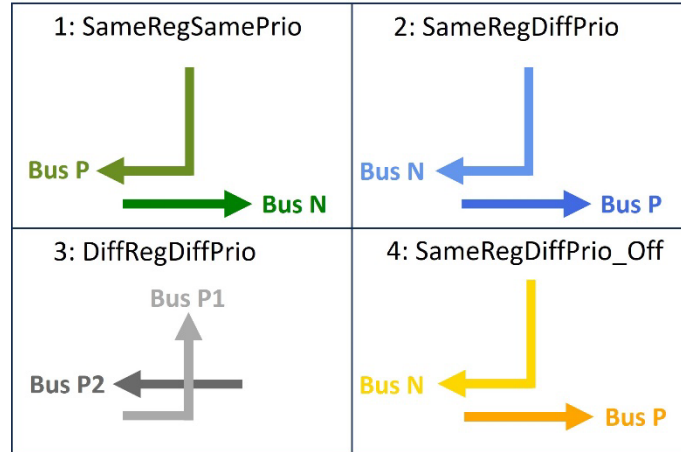 1: SameRegSamePrio
Bus P
Bus N
2: SameRegDiffPrio
Bus N
Bus P
3: DiffRegDiffPrio
Bus P1
Bus P2
4: SameRegDiffPrio_Off
Bus N
Bus P